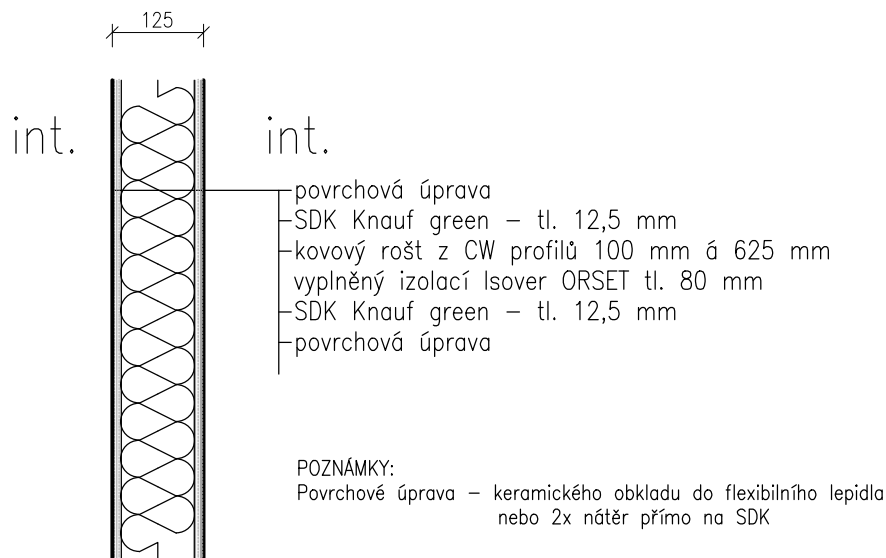 125
int.
int.
povrchová úprava
SDK Knauf green – tl. 12,5 mm
kovový rošt z CW profilů 100 mm á 625 mm
vyplněný izolací Isover ORSET tl. 80 mm
SDK Knauf green – tl. 12,5 mm
povrchová úprava
POZNÁMKY:
Povrchové úprava – keramického obkladu do flexibilního lepidla
nebo 2x nátěr přímo na SDK